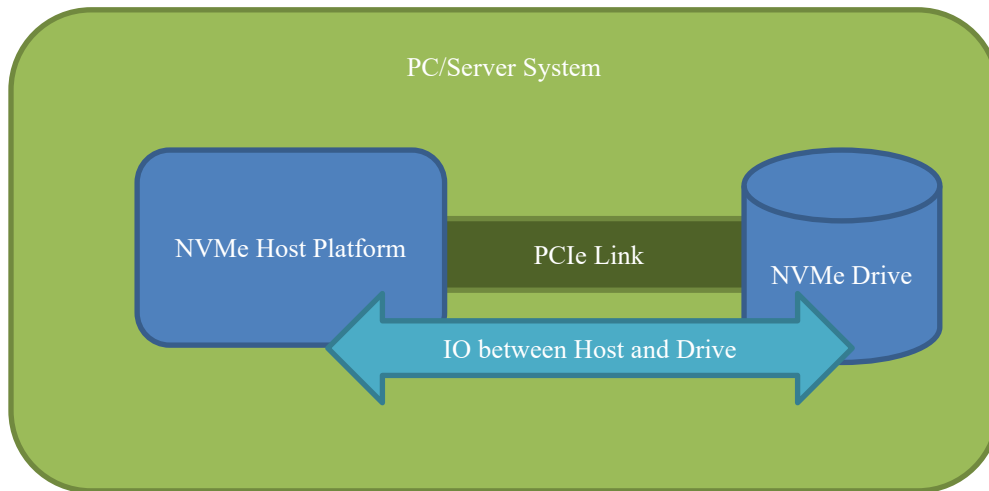 PC/Server System
NVMe Host Platform
PCIe Link
NVMe Drive
IO between Host and Drive